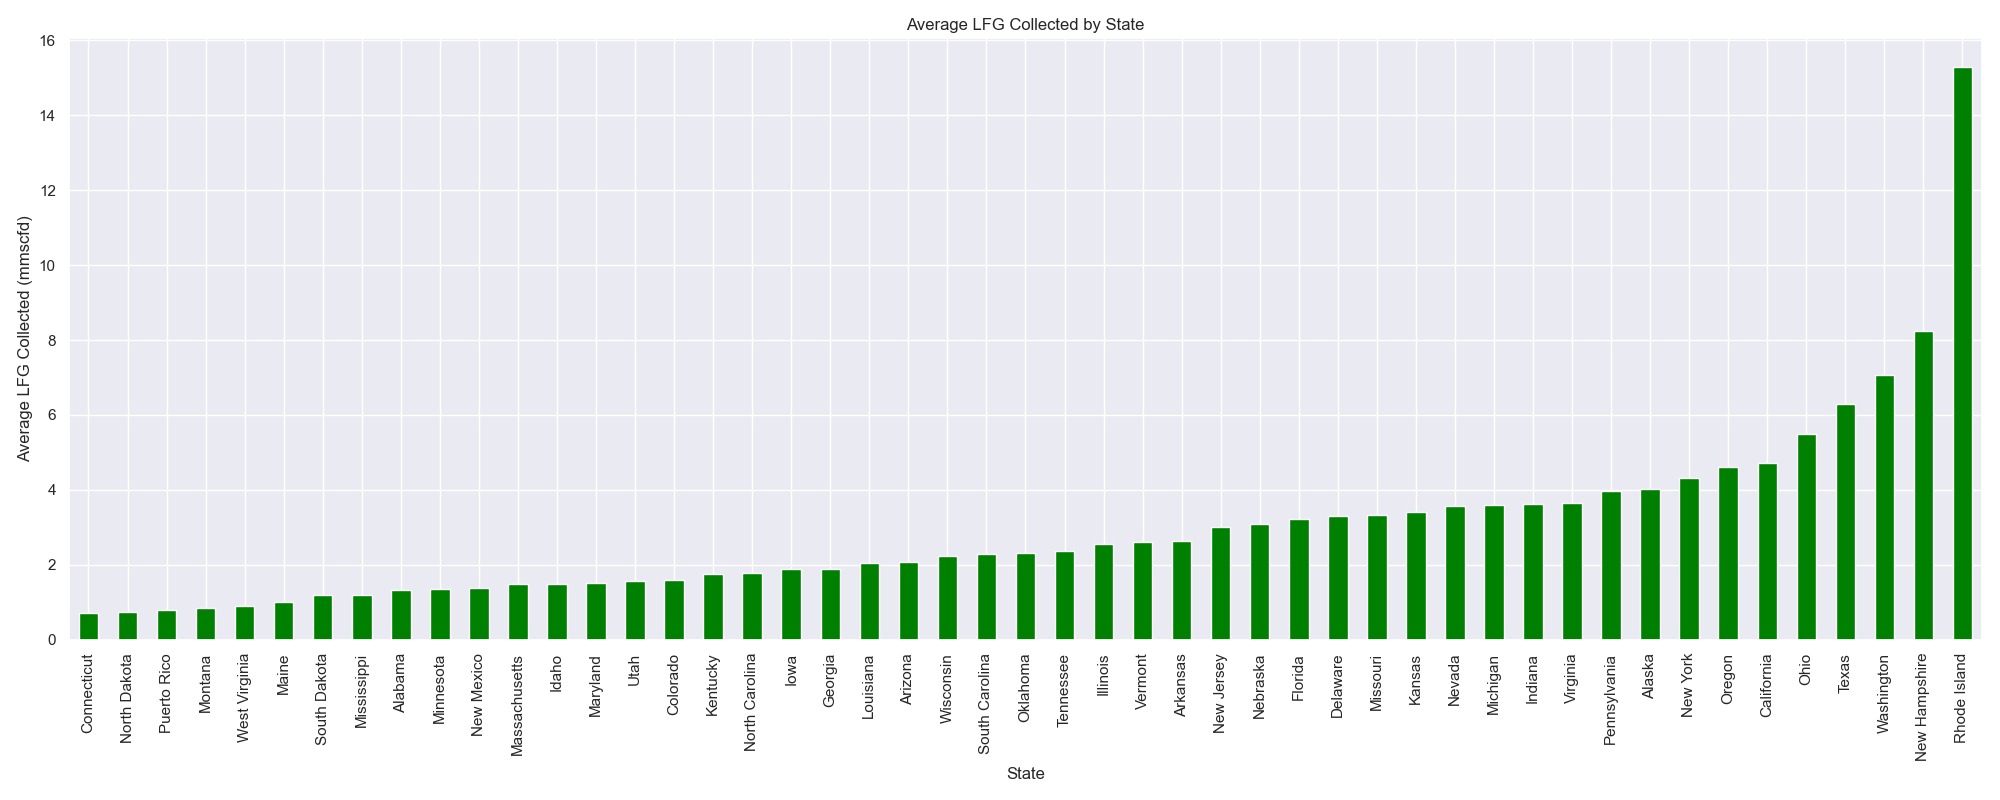 Average LFG Collected by State
Average LFG Collected (mmscfd)
16
14
12
10
8
6
4
2
0
Connecticut
North Dakota
Puerto Rico
Montana
West Virginia
Maine
South Dakota
Mississippi
Alabama
Minnesota
New Mexico
Massachusetts
Idaho
Maryland
Utah
Colorado
Kentucky
North Carolina
Iowa
Georgia
Louisiana
Arizona
Wisconsin
South Carolina
Oklahoma
Tennessee
Illinois
Vermont
Arkansas
New Jersey
Nebraska
Florida
Delaware
Missouri
Kansas
Nevada
Michigan
Indiana
Virginia
Pennsylvania
Alaska
New York
Oregon
California
Ohio
Texas
Washington
New Hampshire
Rhode Island
State